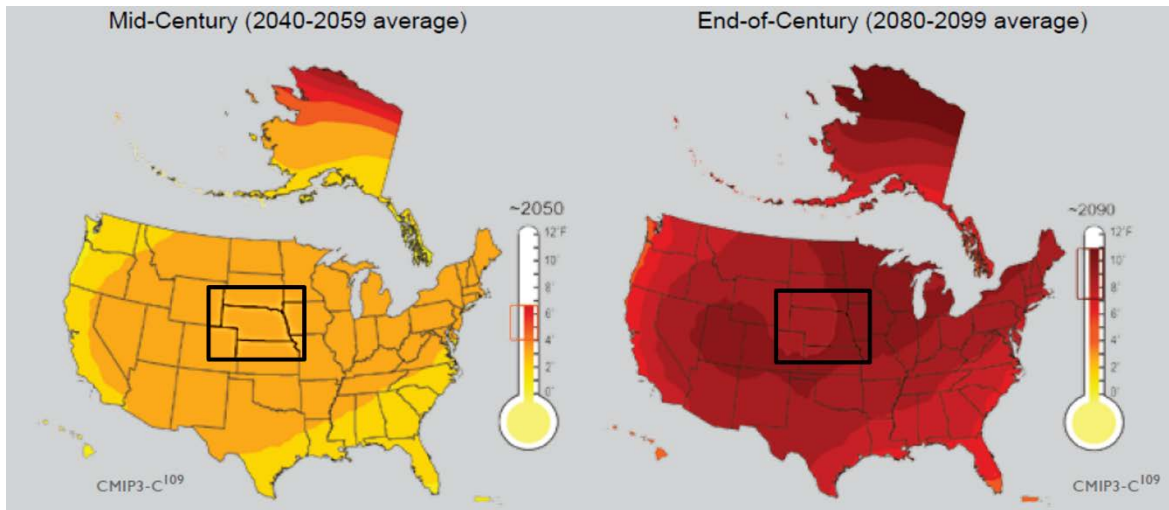 Mid-Century (2040-2059 average)
End-of-Century (2080-2099 average)
~2050
12°F
10°
8°
6°
4°
2°
0°
~2090
12°F
10°
8°
6°
4°
2°
0°
CMIP3-C109
CMIP3-C109